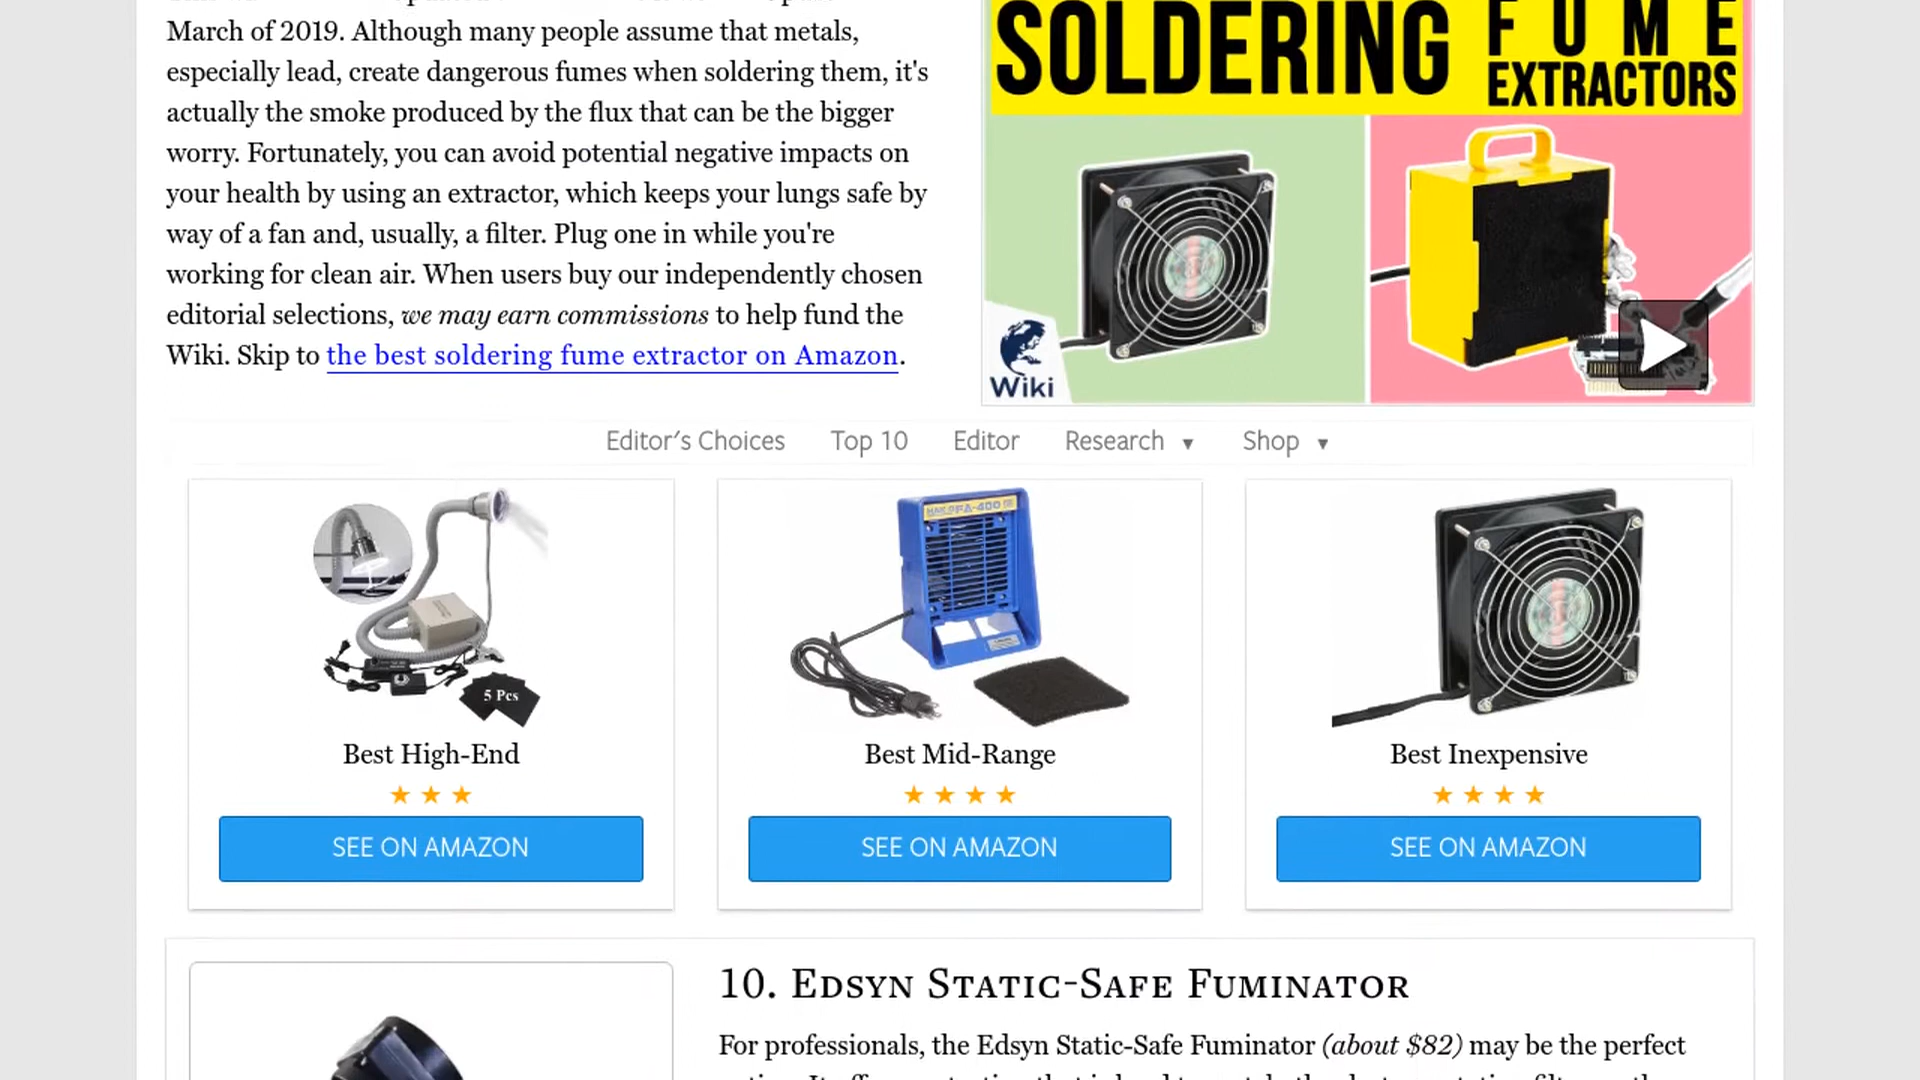 March of 2019. Although many people assume that metals,
especially lead, create dangerous fumes when soldering them, it's
actually the smoke produced by the flux that can be the bigger
worry. Fortunately, you can avoid potential negative impacts on
your health by using an extractor, which keeps your lungs safe by
way of a fan and, usually, a filter. Plug one in while you're
working for clean air. When users buy our independently chosen
editorial selections, we may earn commissions to help fund the
Wiki. Skip to the best soldering fume extractor on Amazon.
SOLDERING FUME
EXTRACTORS
Wiki
Editor's Choices Top 10 Editor Research ▼ Shop ▼
5 Pcs
FA-400
Best High-End
SEE ON AMAZON
Best Mid-Range
SEE ON AMAZON
Best Inexpensive
SEE ON AMAZON
10. Edsyn Static-Safe Fuminator
For professionals, the Edsyn Static-Safe Fuminator (about $82) may be the perfect